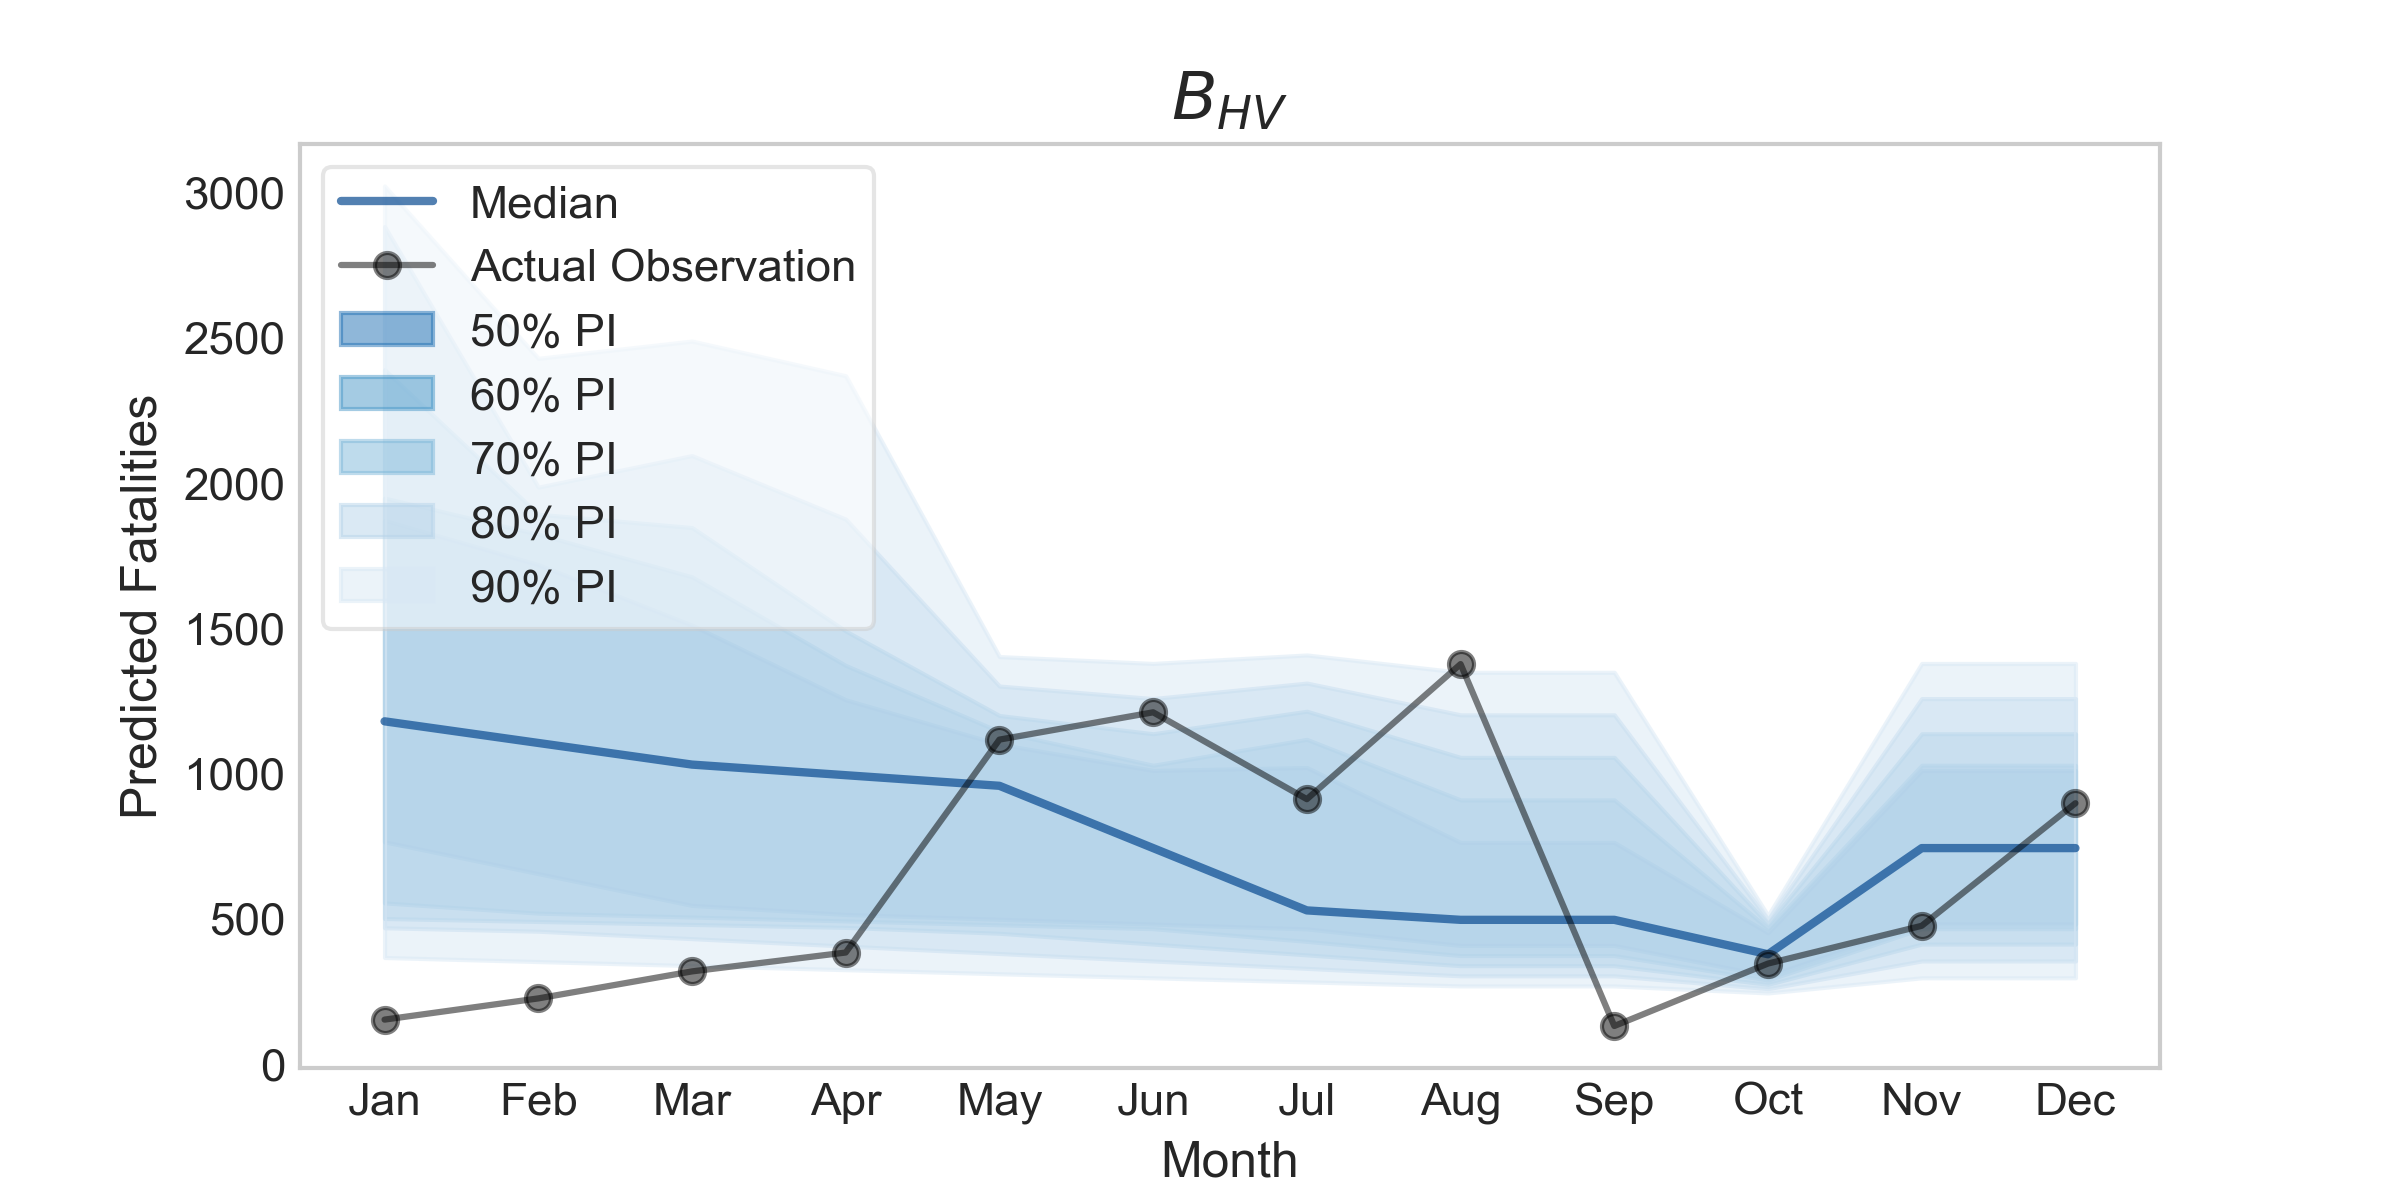 B_HV
3000
2500
2000
1500
1000
500
0
Predicted Fatalities
Median
Actual Observation
50% PI
60% PI
70% PI
80% PI
90% PI
Jan Feb Mar Apr May Jun Jul Aug Sep Oct Nov Dec
Month